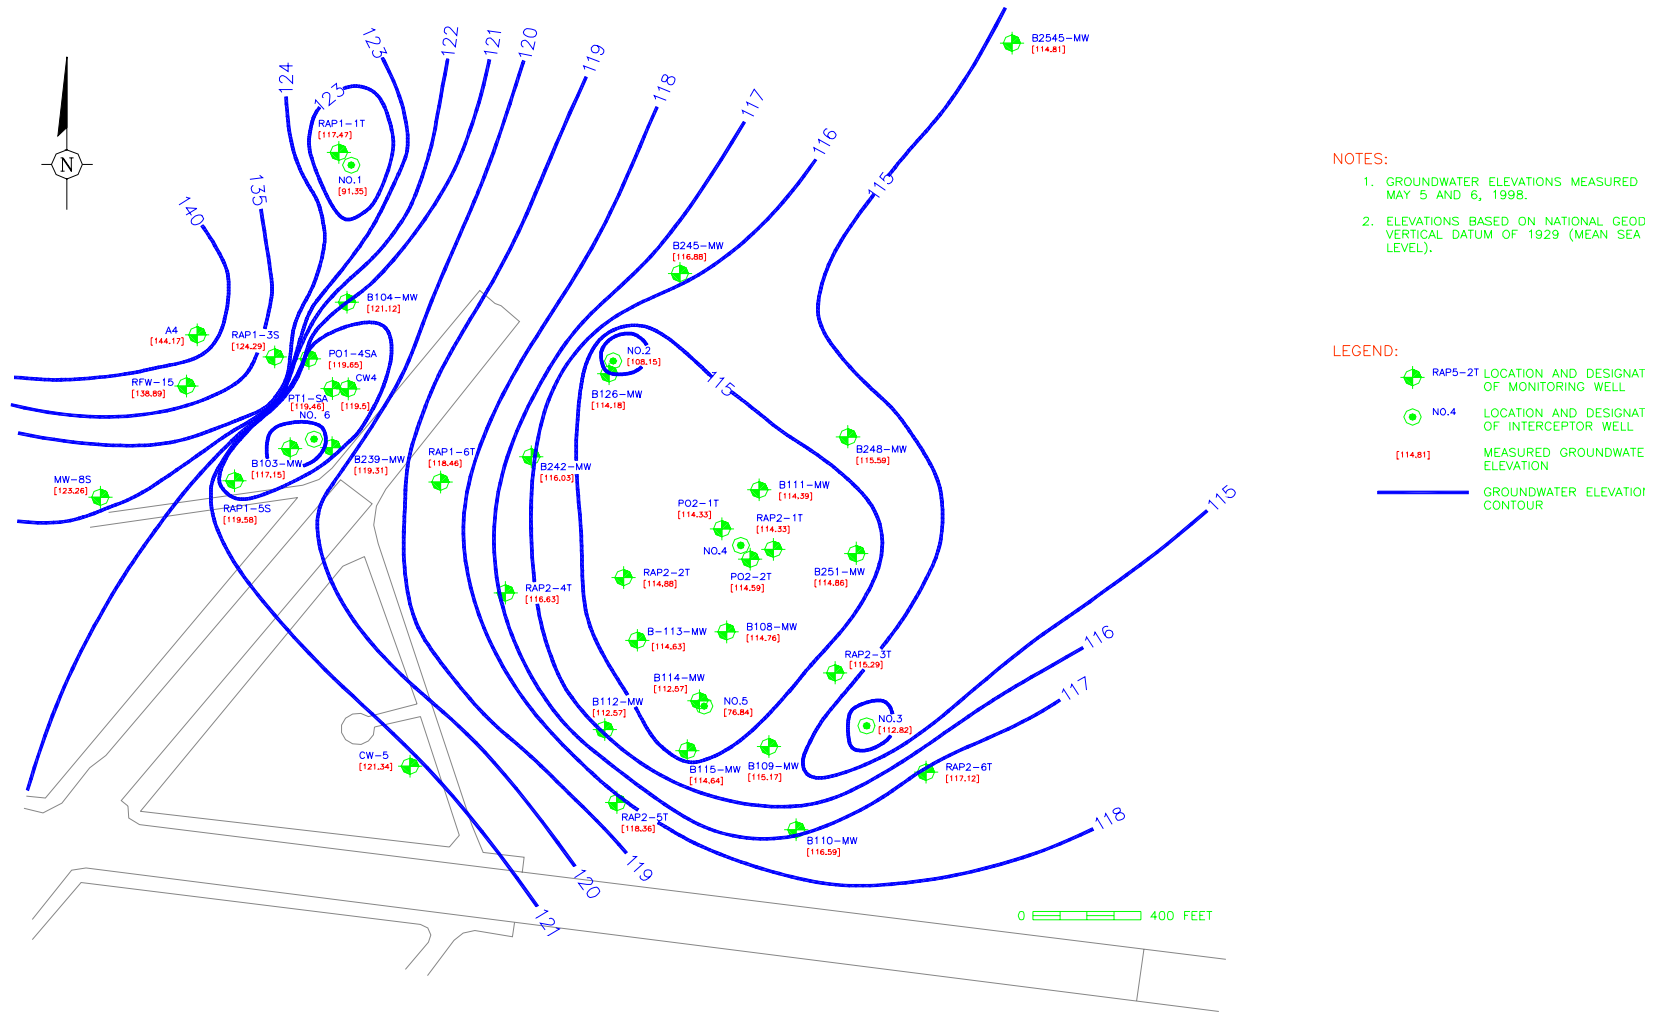 123
122
121
120
119
118
117
116
115
B2545-MW
[114.81]
124
123
RAP1-1T
[117.47]
NO.1
[91.35]
N
135
140
NOTES:
1. GROUNDWATER ELEVATIONS MEASURED
MAY 5 AND 6, 1998.
2. ELEVATIONS BASED ON NATIONAL GEOD
VERTICAL DATUM OF 1929 (MEAN SEA
LEVEL).
B245-MW
[116.88]
B104-MW
[121.12]
A4
[144.17]
RAP1-3S
[124.29]
PO1-4SA
[119.65]
RFW-15
[138.89]
CW4
[119.5]
PT1-SA
[119.46]
NO. 6
NO.2
[108.15]
B126-MW
[114.18]
115
LEGEND:
RAP5-2T LOCATION AND DESIGNAT
OF MONITORING WELL
NO.4 LOCATION AND DESIGNAT
OF INTERCEPTOR WELL
[114.81] MEASURED GROUNDWATE
ELEVATION
GROUNDWATER ELEVATION
CONTOUR
B103-MW
[117.15]
B239-MW
[119.31]
RAP1-6T
[118.46]
B242-MW
[116.03]
B248-MW
[115.59]
MW-8S
[123.26]
RAP1-5S
[119.58]
B111-MW
[114.39]
PO2-1T
[114.33]
RAP2-1T
[114.33]
NO.4
PO2-2T
[114.59]
B251-MW
[114.86]
115
RAP2-2T
[114.88]
RAP2-4T
[116.63]
B-113-MW
[114.63]
B108-MW
[114.76]
116
RAP2-3T
[115.29]
117
B114-MW
[112.57]
B112-MW
[112.57]
NO.5
[76.84]
NO.3
[112.82]
CW-5
[121.34]
B115-MW
[114.64]
B109-MW
[115.17]
RAP2-6T
[117.12]
RAP2-5T
[118.36]
B110-MW
[116.59]
118
119
120
121
0 400 FEET